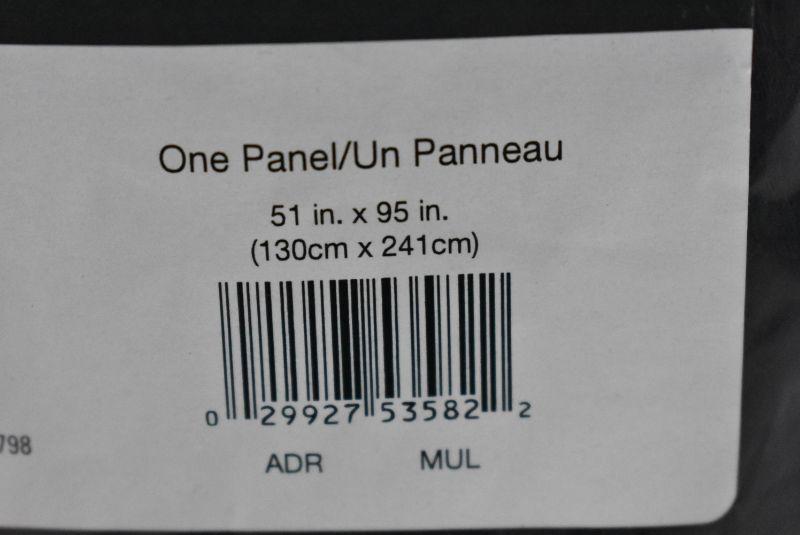 One Panel/Un Panneau
51 in. x 95 in.
(130cm x 241cm)
0 29927 53582 2
798
ADR MUL